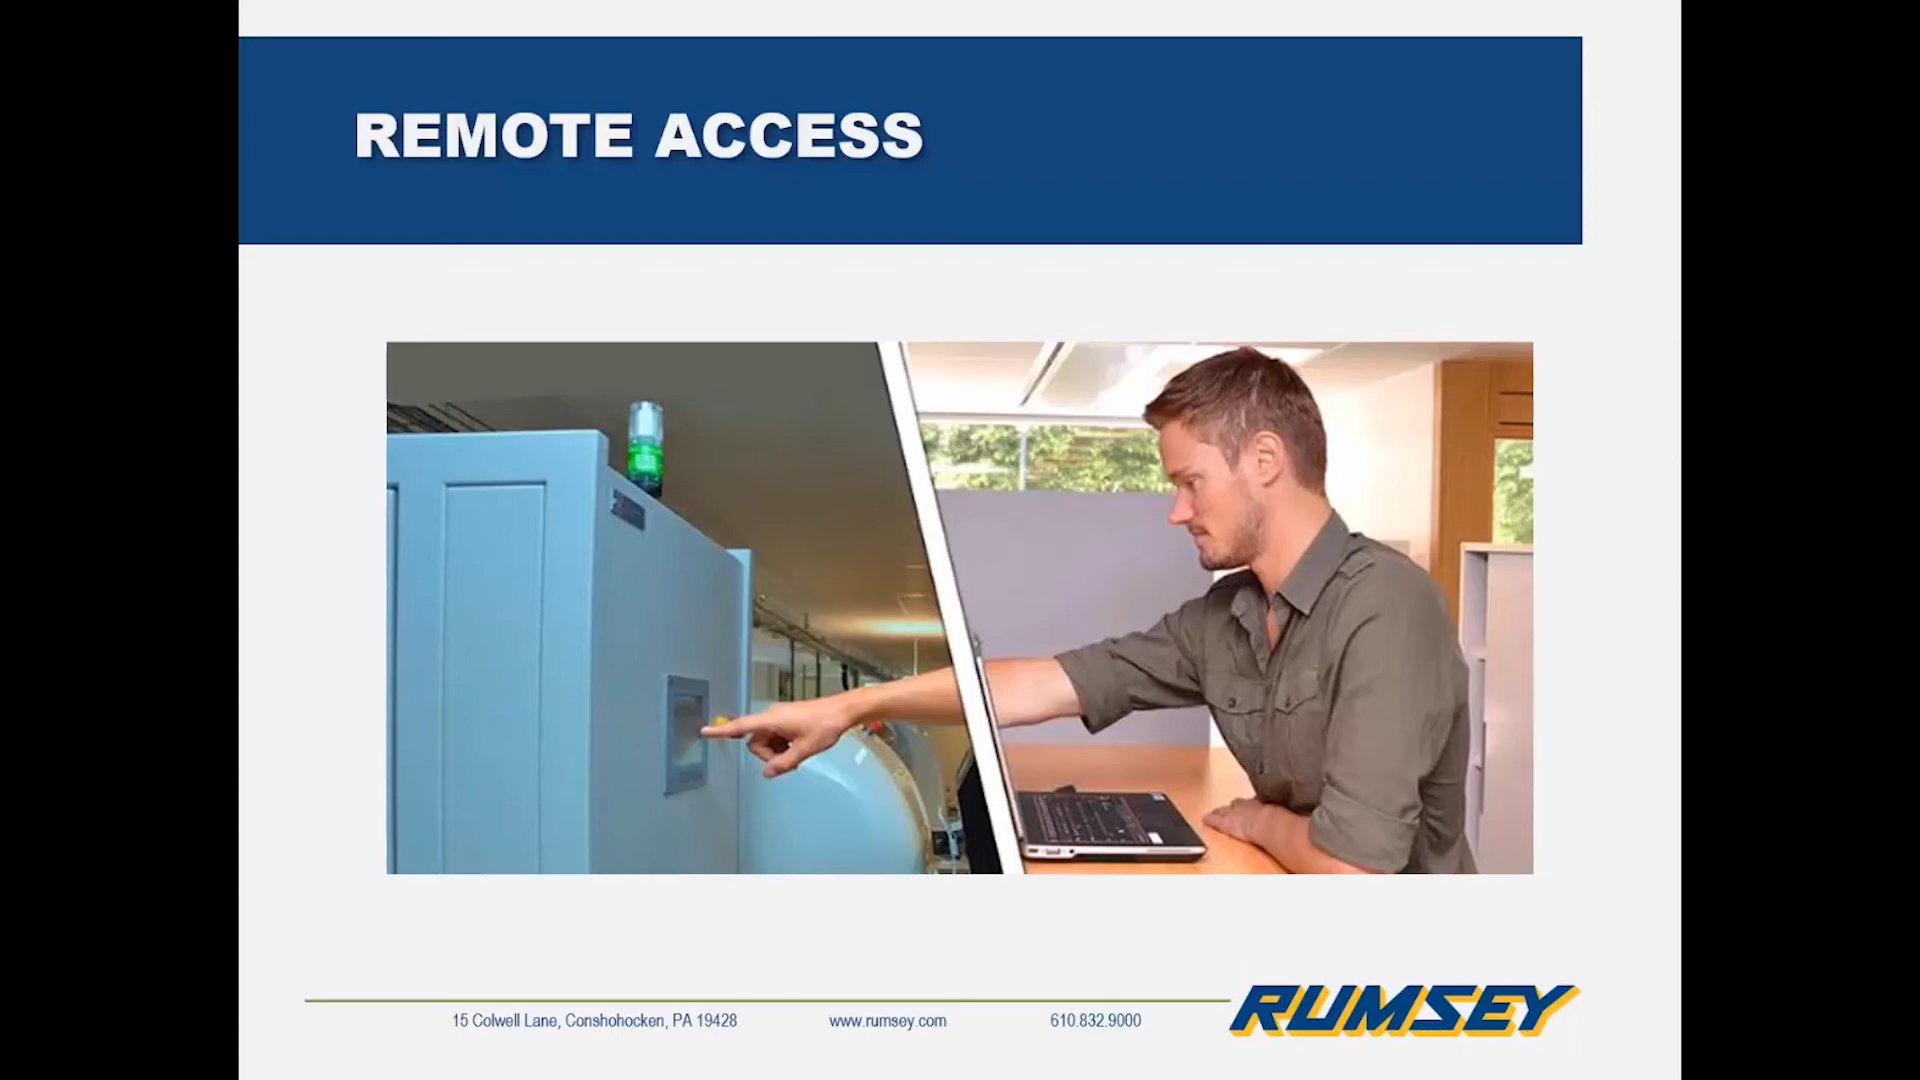 REMOTE ACCESS
15 Colwell Lane, Conshohocken, PA 19428
www.rumsey.com
610.832.9000
RUMSEY